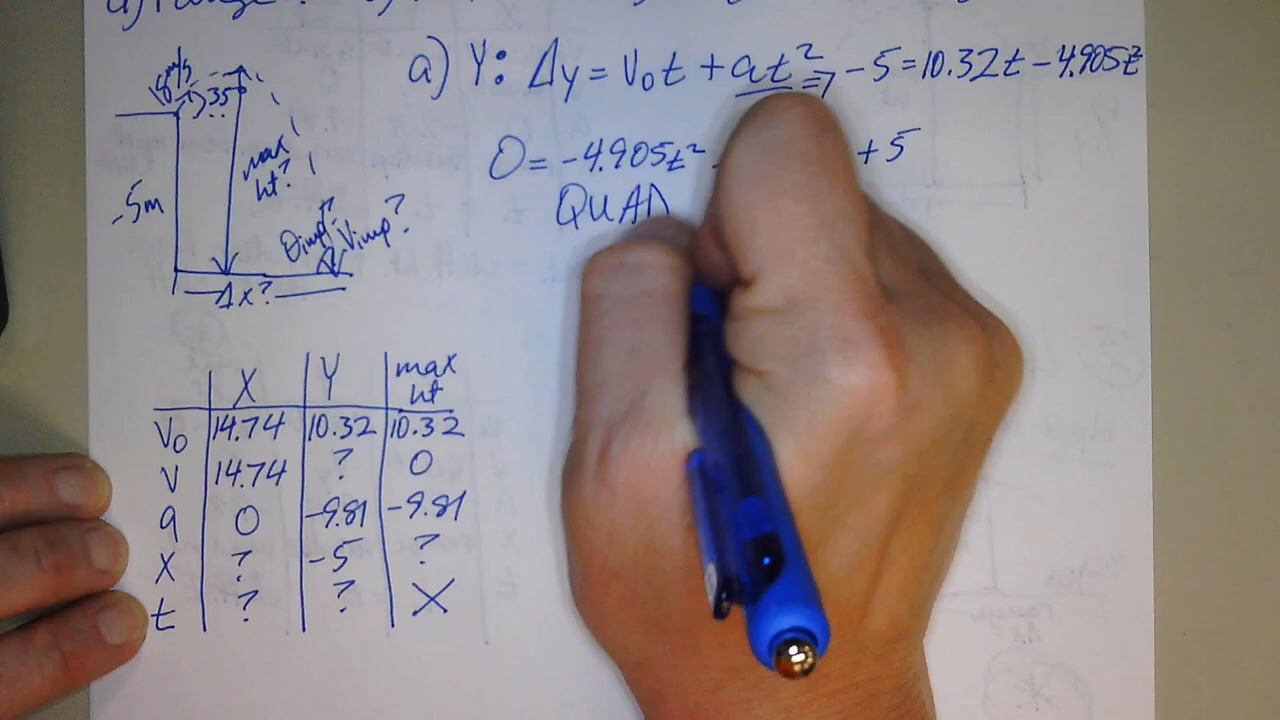 a) Y: Δy = V₀t + at² ⇒ -5 = 10.32t - 4.905t²
0 = -4.905t² + 5
QUAD
35°
max
ht?
-5m
θimp? Vimp?
Δx?
X Y max ht
V₀ 14.74 10.32 10.32
V 14.74 ? 0
a 0 -9.81 -9.81
X ? -5 ?
t ? ? X